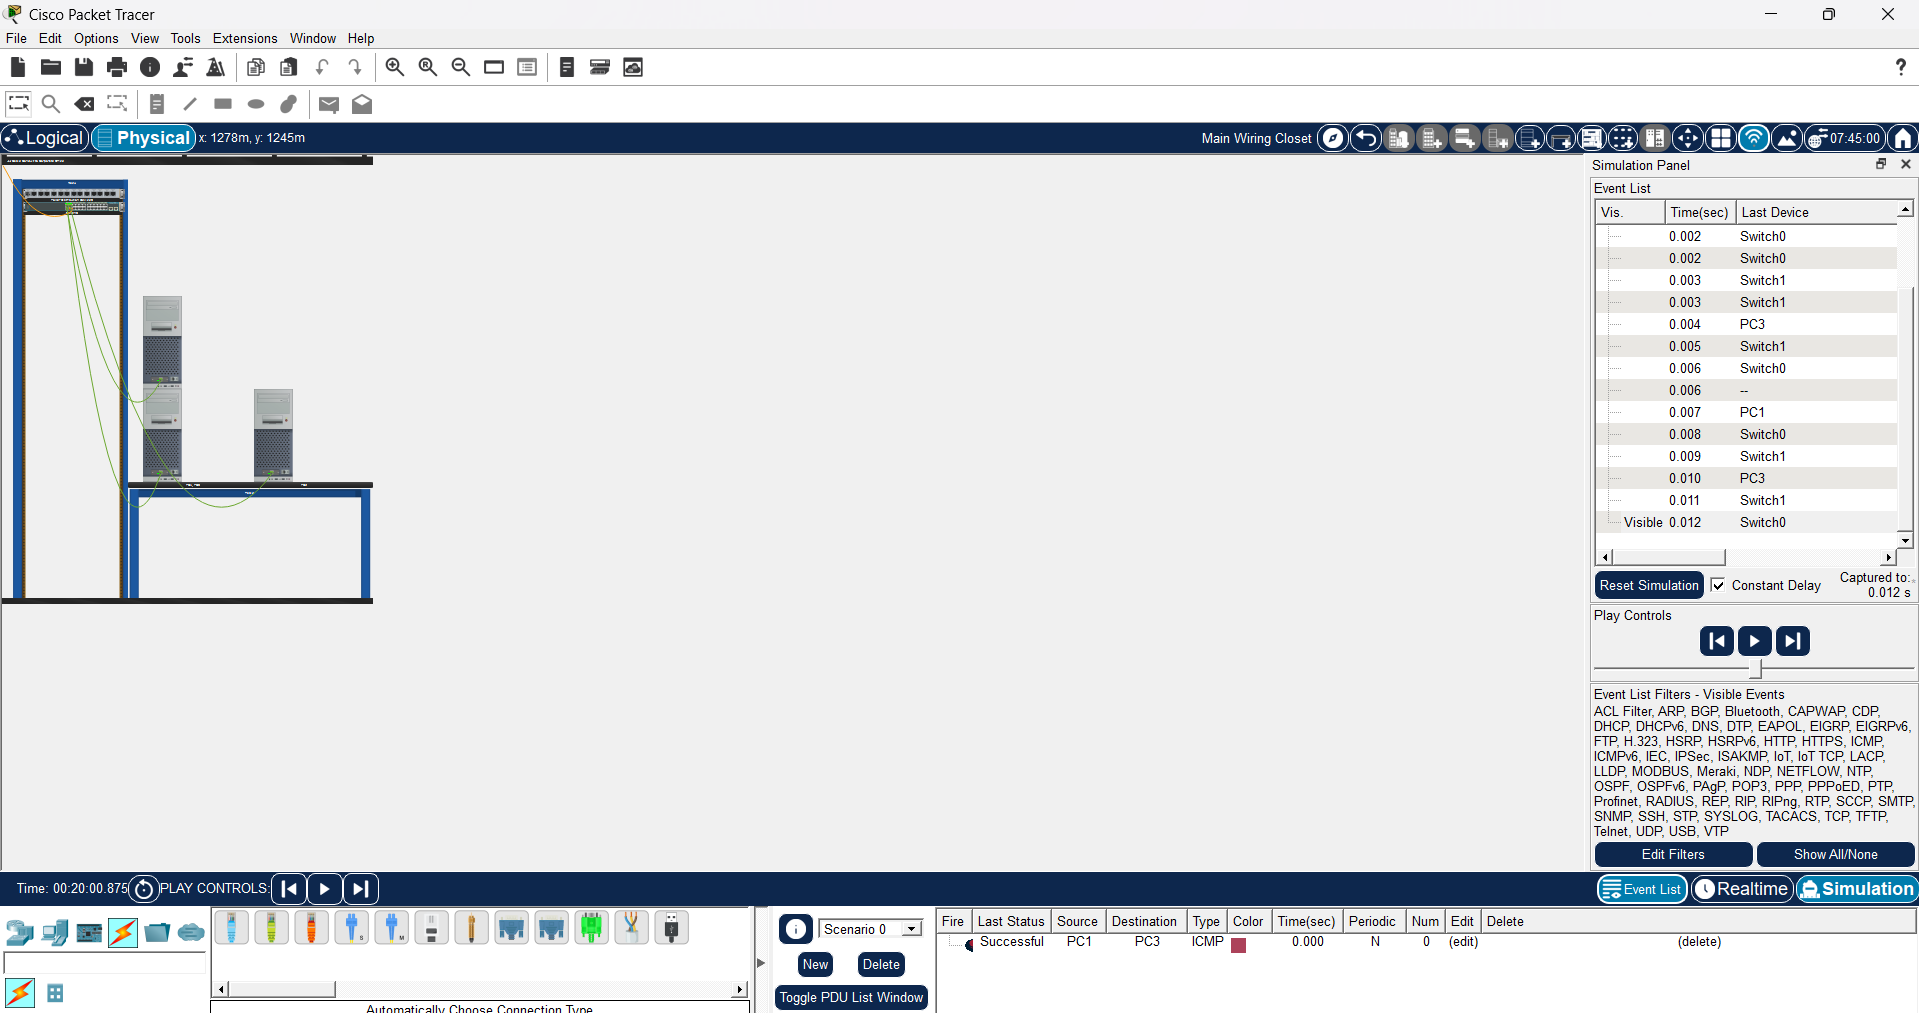 Cisco Packet Tracer
File Edit Options View Tools Extensions Window Help
?
Logical Physical x: 1278m, y: 1245m Main Wiring Closet 07:45:00
Simulation Panel
Event List
Vis. Time(sec) Last Device
0.002 Switch0
0.002 Switch0
0.003 Switch1
0.003 Switch1
0.004 PC3
0.005 Switch1
0.006 Switch0
0.006 --
0.007 PC1
0.008 Switch0
0.009 Switch1
0.010 PC3
0.011 Switch1
Visible 0.012 Switch0
Reset Simulation Constant Delay Captured to:
0.012 s
Play Controls
Event List Filters - Visible Events
ACL Filter, ARP, BGP, Bluetooth, CAPWAP, CDP,
DHCP, DHCPv6, DNS, DTP, EAPOL, EIGRP, EIGRPv6,
FTP, H.323, HSRP, HSRPv6, HTTP, HTTPS, ICMP,
ICMPv6, IEC, IPSec, ISAKMP, IoT, IoT TCP, LACP,
LLDP, MODBUS, Meraki, NDP, NETFLOW, NTP,
OSPF, OSPFv6, PAgP, POP3, PPP, PPPoED, PTP,
Profinet, RADIUS, REP, RIP, RIPng, RTP, SCCP, SMTP,
SNMP, SSH, STP, SYSLOG, TACACS, TCP, TFTP,
Telnet, UDP, USB, VTP
Edit Filters Show All/None
Time: 00:20:00.875 PLAY CONTROLS: Event List Realtime Simulation
Scenario 0
New Delete
Toggle PDU List Window
Fire Last Status Source Destination Type Color Time(sec) Periodic Num Edit Delete
Successful PC1 PC3 ICMP 0.000 N 0 (edit) (delete)
Automatically Choose Connection Type